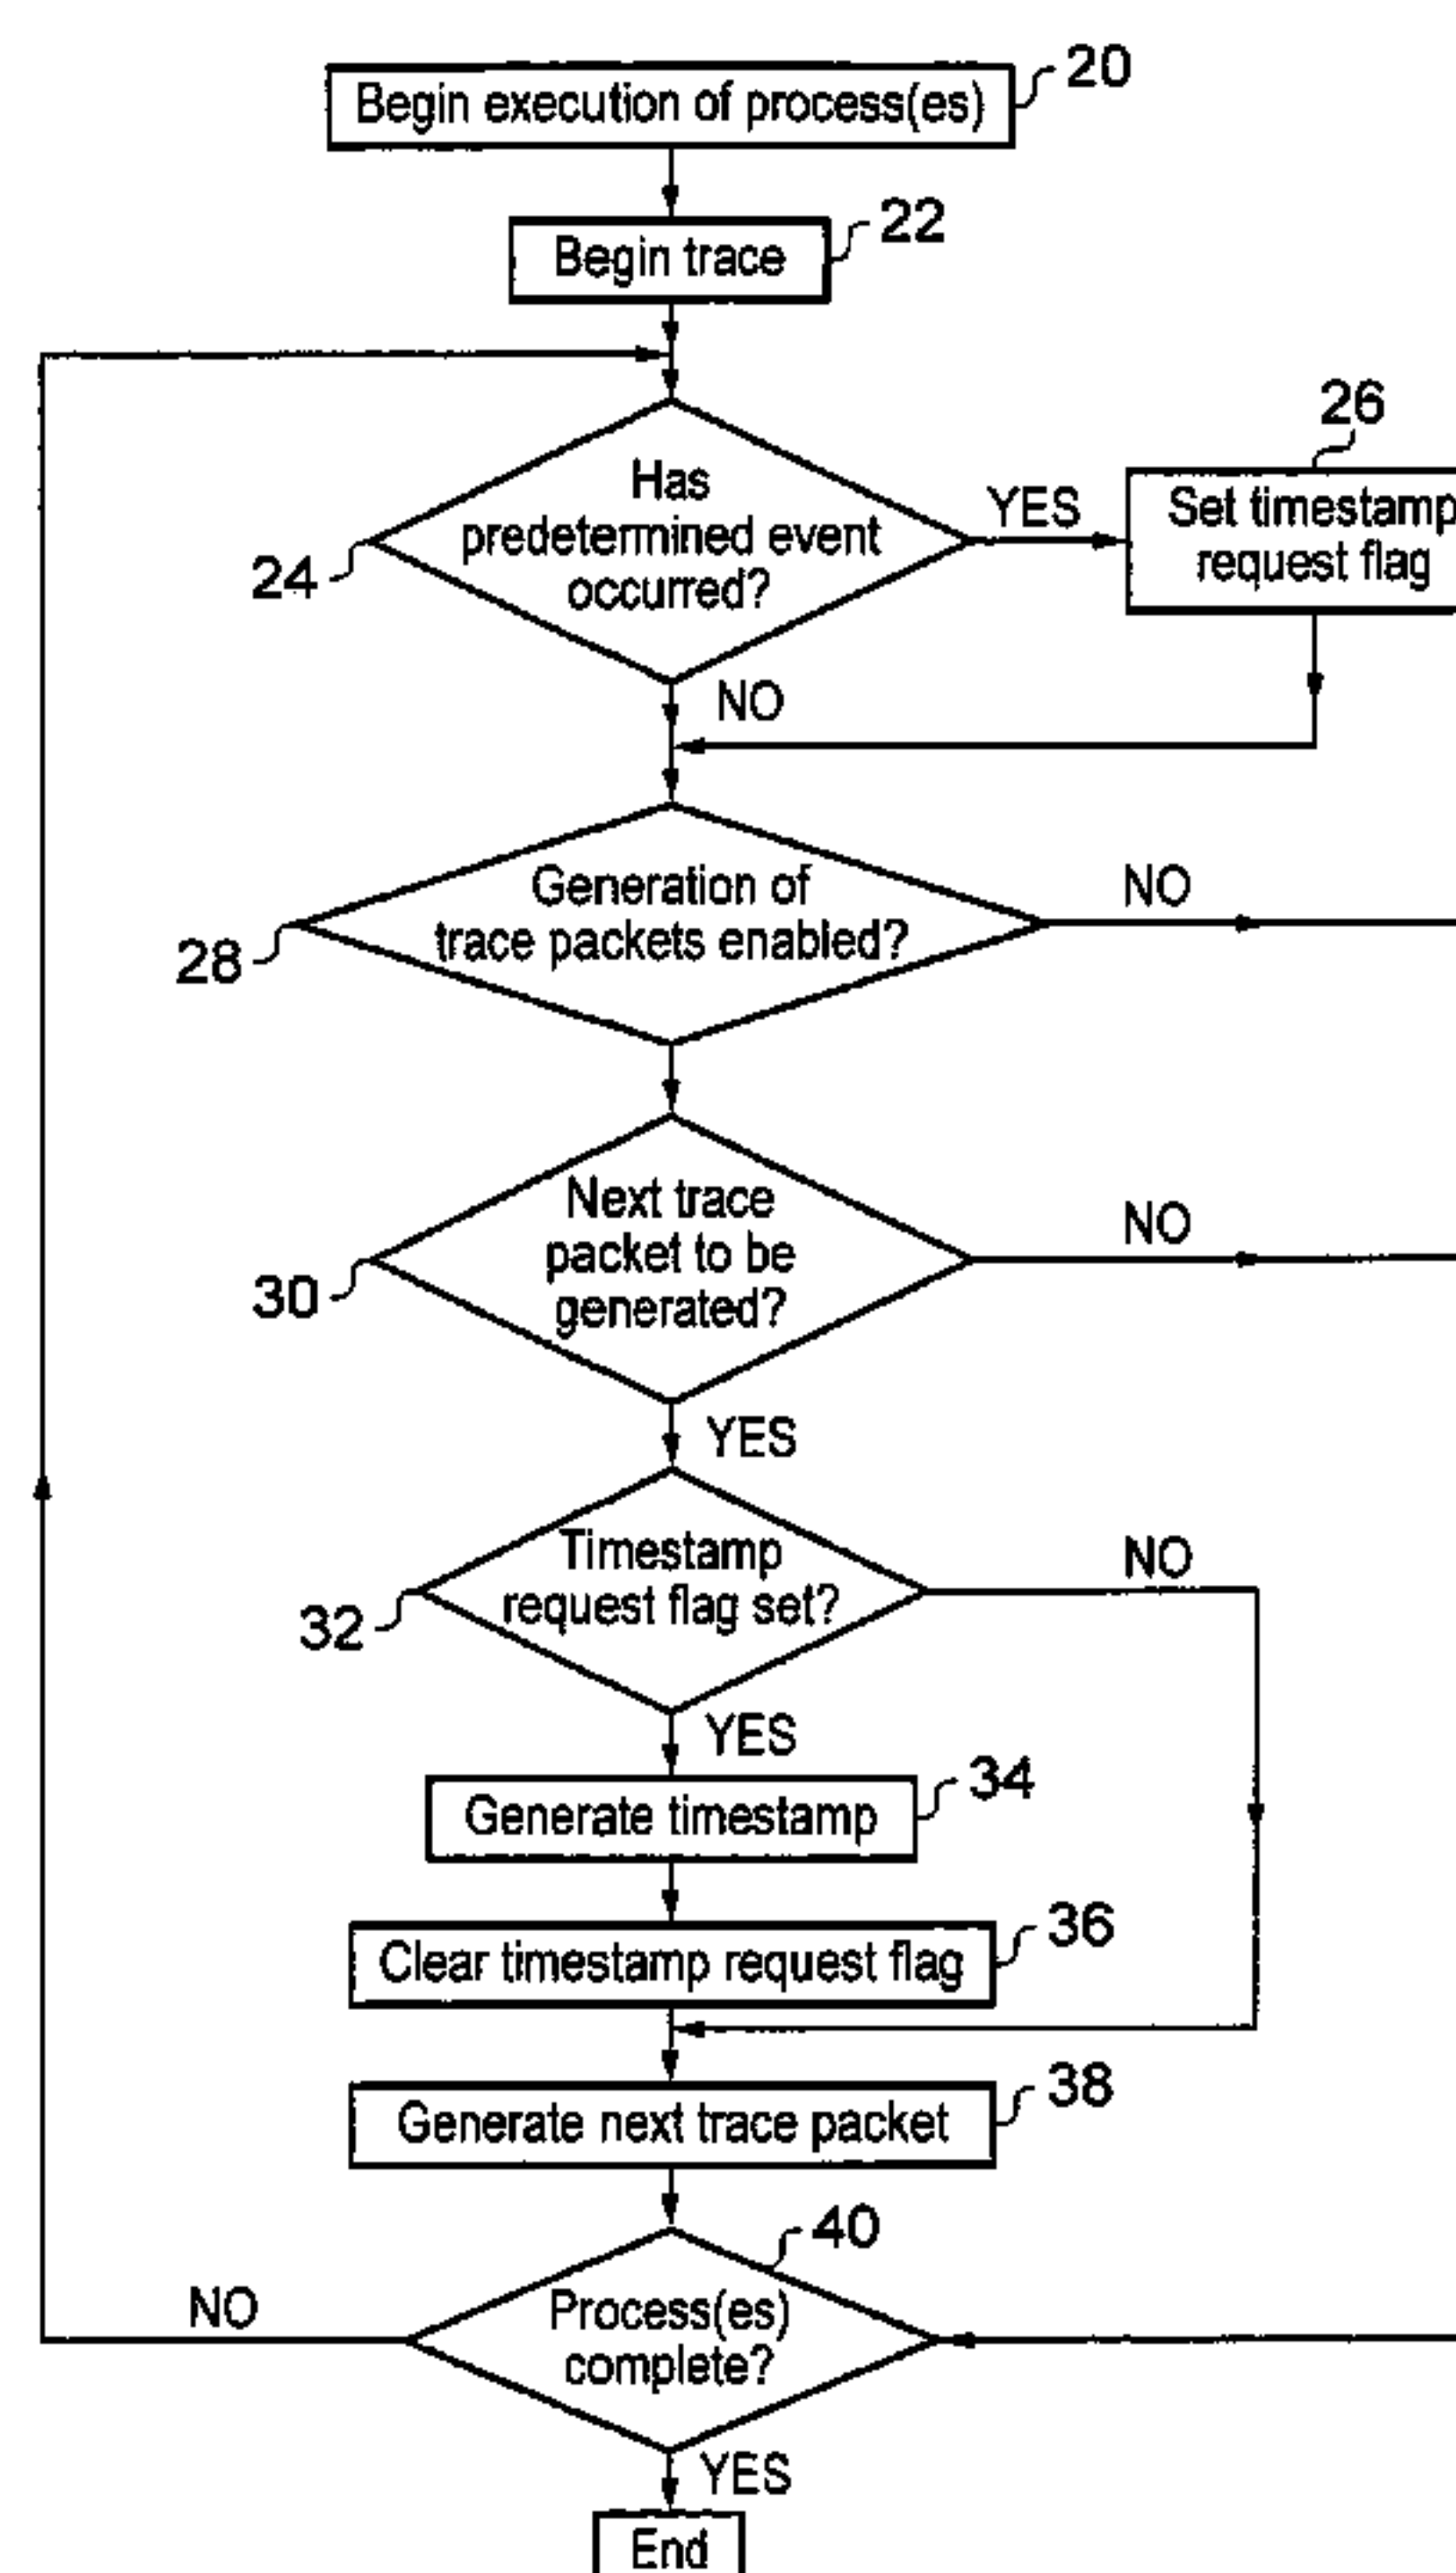 Begin execution of process(es)
20
Begin trace
22
Has
predetermined event
occurred?
24
YES
26
Set timestamp
request flag
NO
Generation of
trace packets enabled?
28
NO
Next trace
packet to be
generated?
30
NO
YES
Timestamp
request flag set?
32
NO
YES
Generate timestamp
34
Clear timestamp request flag
36
Generate next trace packet
38
Process(es)
complete?
40
NO
YES
End